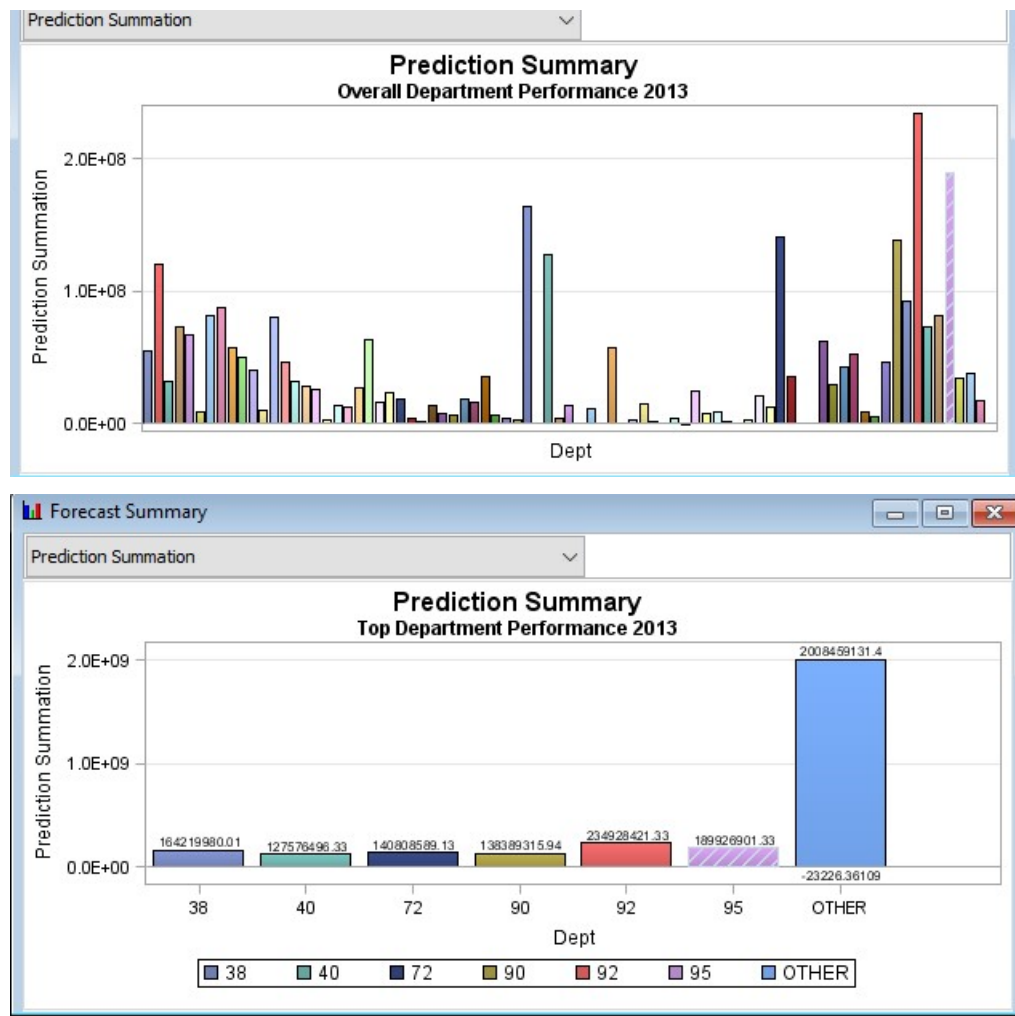 Prediction Summation
Prediction Summary
Overall Department Performance 2013
Prediction Summation
2.0E+08
1.0E+08
0.0E+00
Dept
Forecast Summary
Prediction Summation
Prediction Summary
Top Department Performance 2013
Prediction Summation
2.0E+09
1.0E+09
0.0E+00
164219980.01 127576496.33 140808589.13 138389315.94 234928421.33 189926901.33 2008459131.4
-23226.36109
38 40 72 90 92 95 OTHER
Dept
38 40 72 90 92 95 OTHER